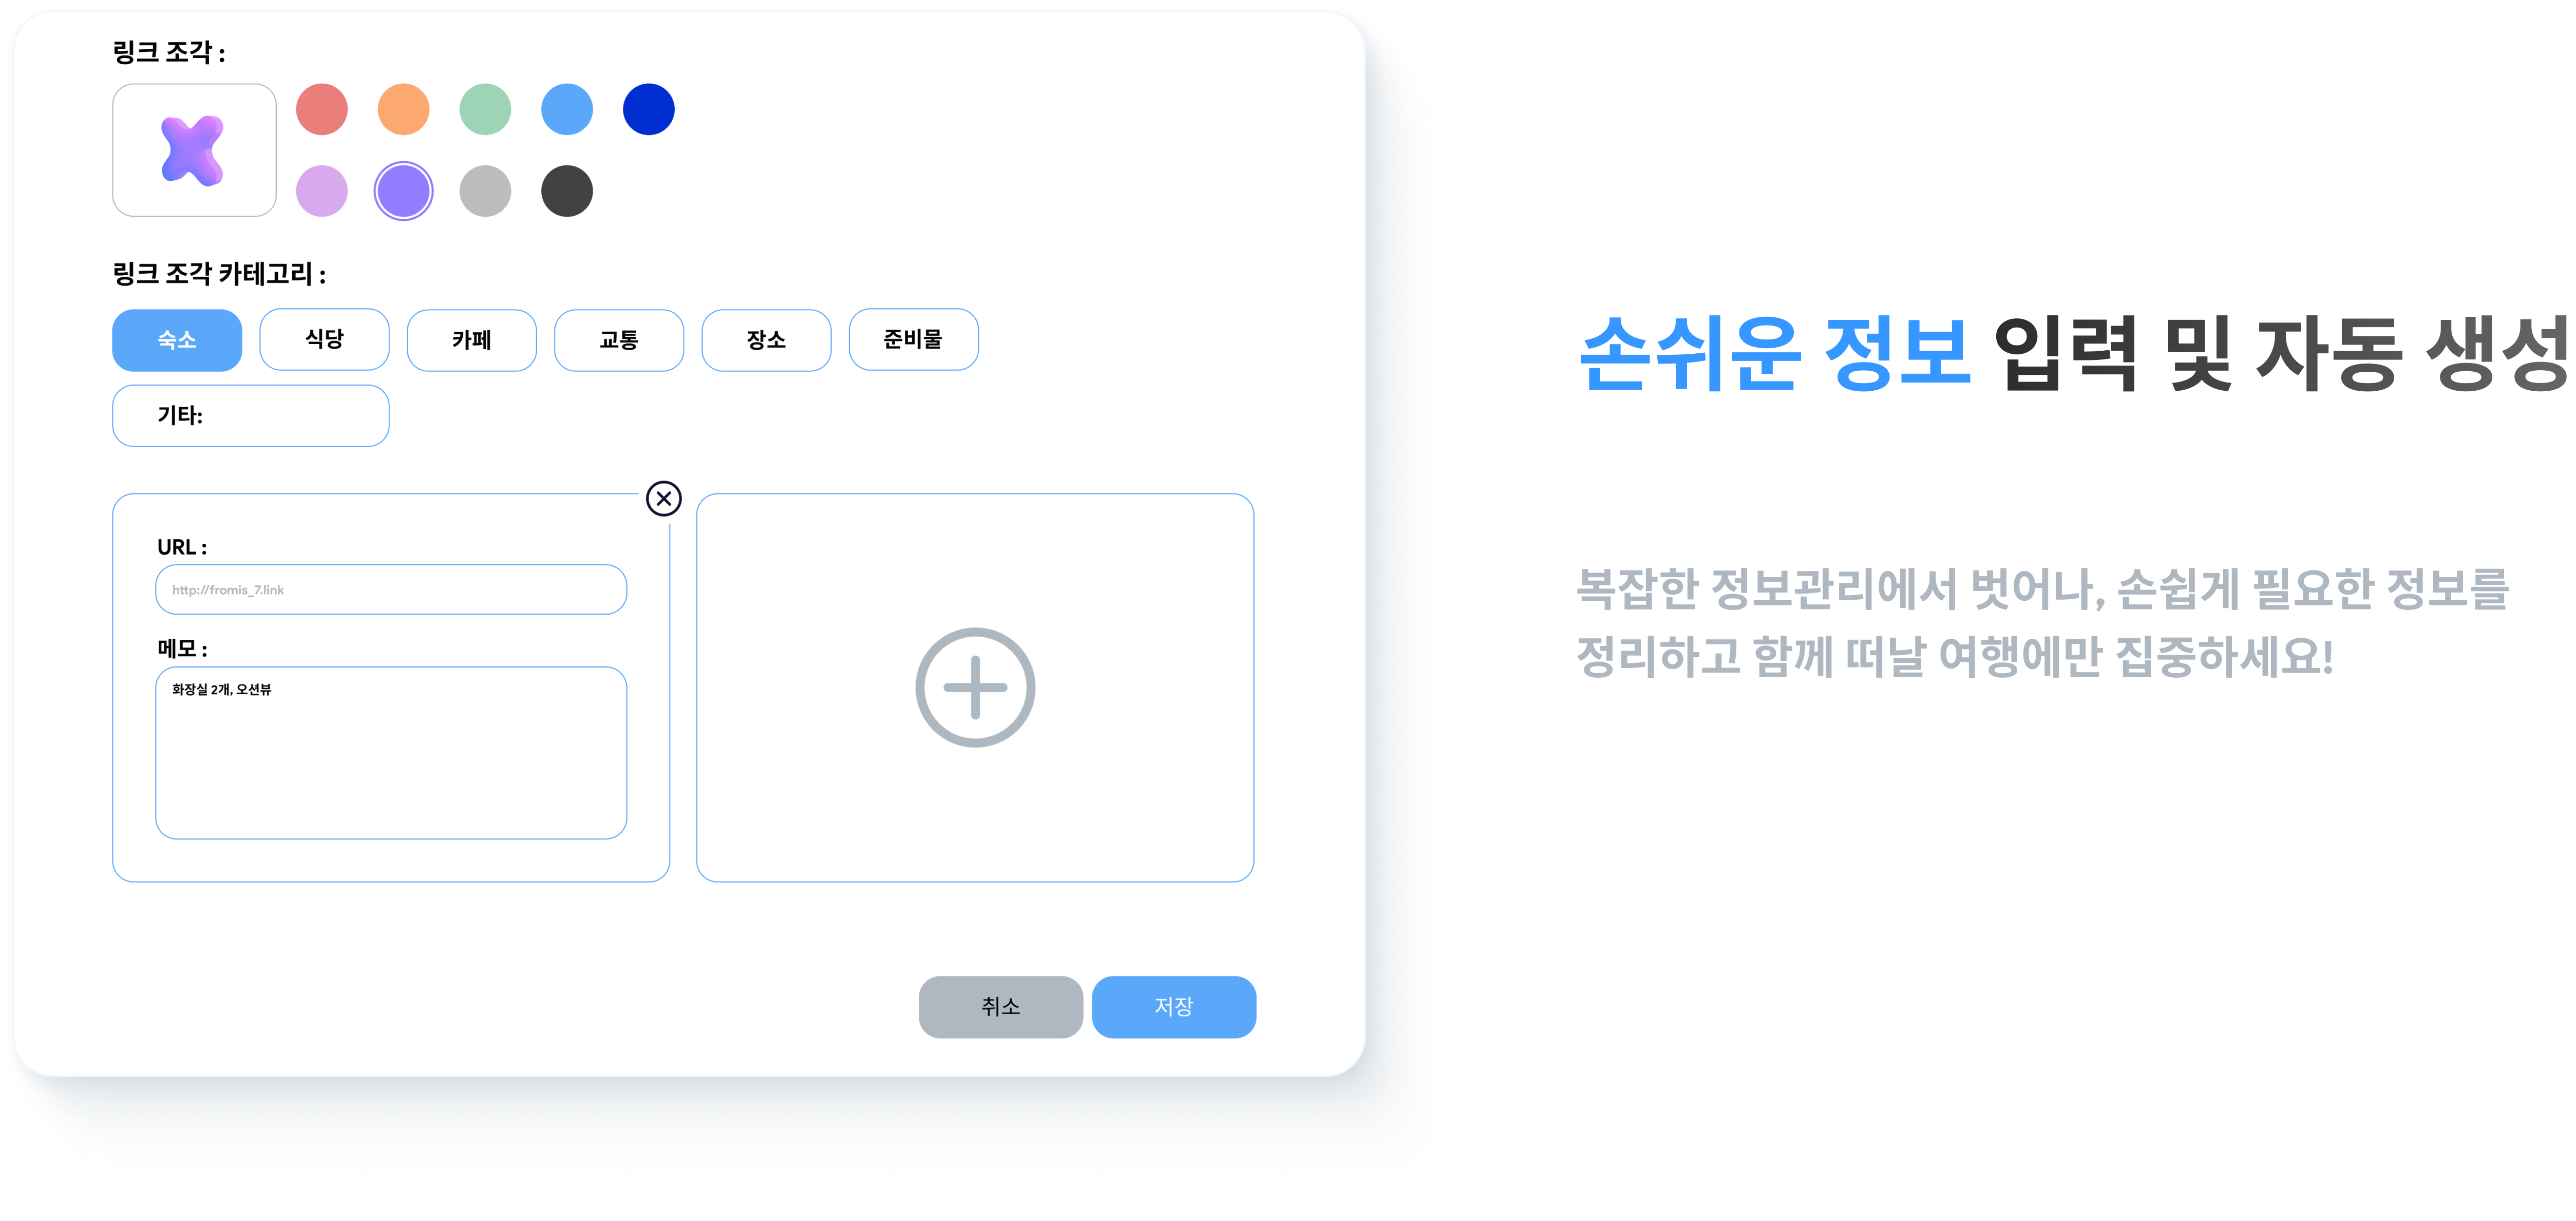 링크 조각 :
링크 조각 카테고리 :
숙소 식당 카페 교통 장소 준비물
기타:
URL :
http://fromis_7.link
메모 :
화장실 2개, 오션뷰
취소 저장
손쉬운 정보 입력 및 자동 생성
복잡한 정보관리에서 벗어나, 손쉽게 필요한 정보를
정리하고 함께 떠날 여행에만 집중하세요!